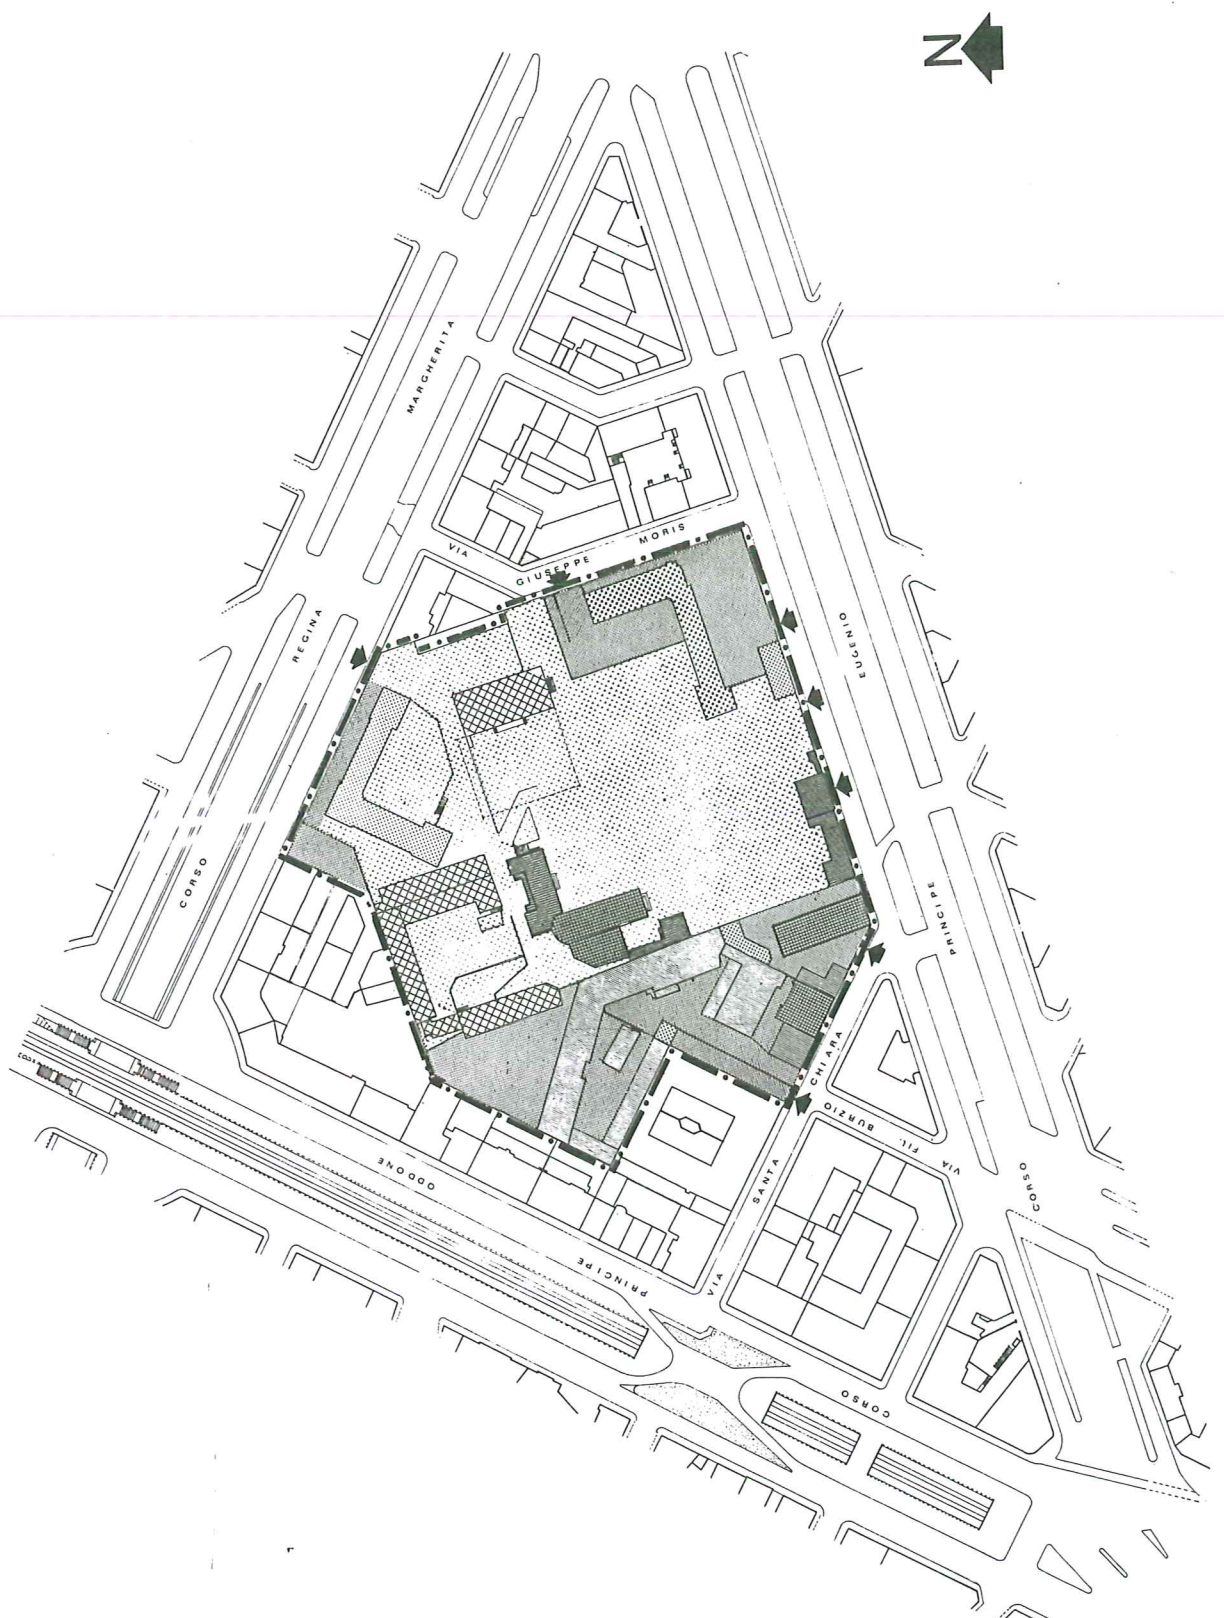 N
MARGHERITA
REGINA
CORSO
VIA
GIUSEPPE
MORIS
EUGENIO
PRINCIPE
CORSO
CHIARA
SANTA
VIA
FIL. BURZIO
VIA
ODDONE
PRINCIPE
CORSO